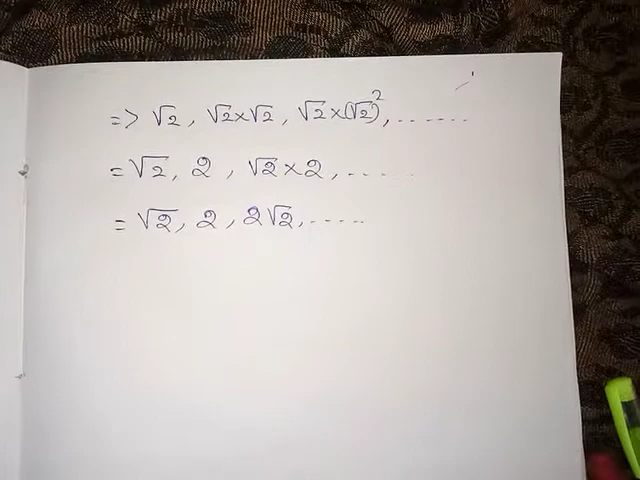 => √2, √2×√2, √2×(√2)², .......
= √2, 2, √2×2, .....
= √2, 2, 2√2, .....